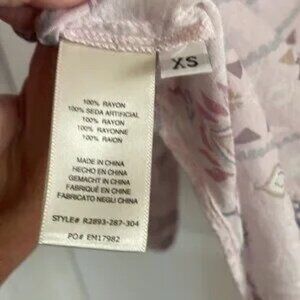 XS
100% RAYON
100% SEDA ARTIFICIAL
100% RAYON
100% RAYONNE
100% RAION
MADE IN CHINA
HECHO EN CHINA
GEMACHT IN CHINA
FABRIQUÉ EN CHINE
FABRICATO NEGLI CHINA
STYLE# R2893-287-304
PO# EM17982